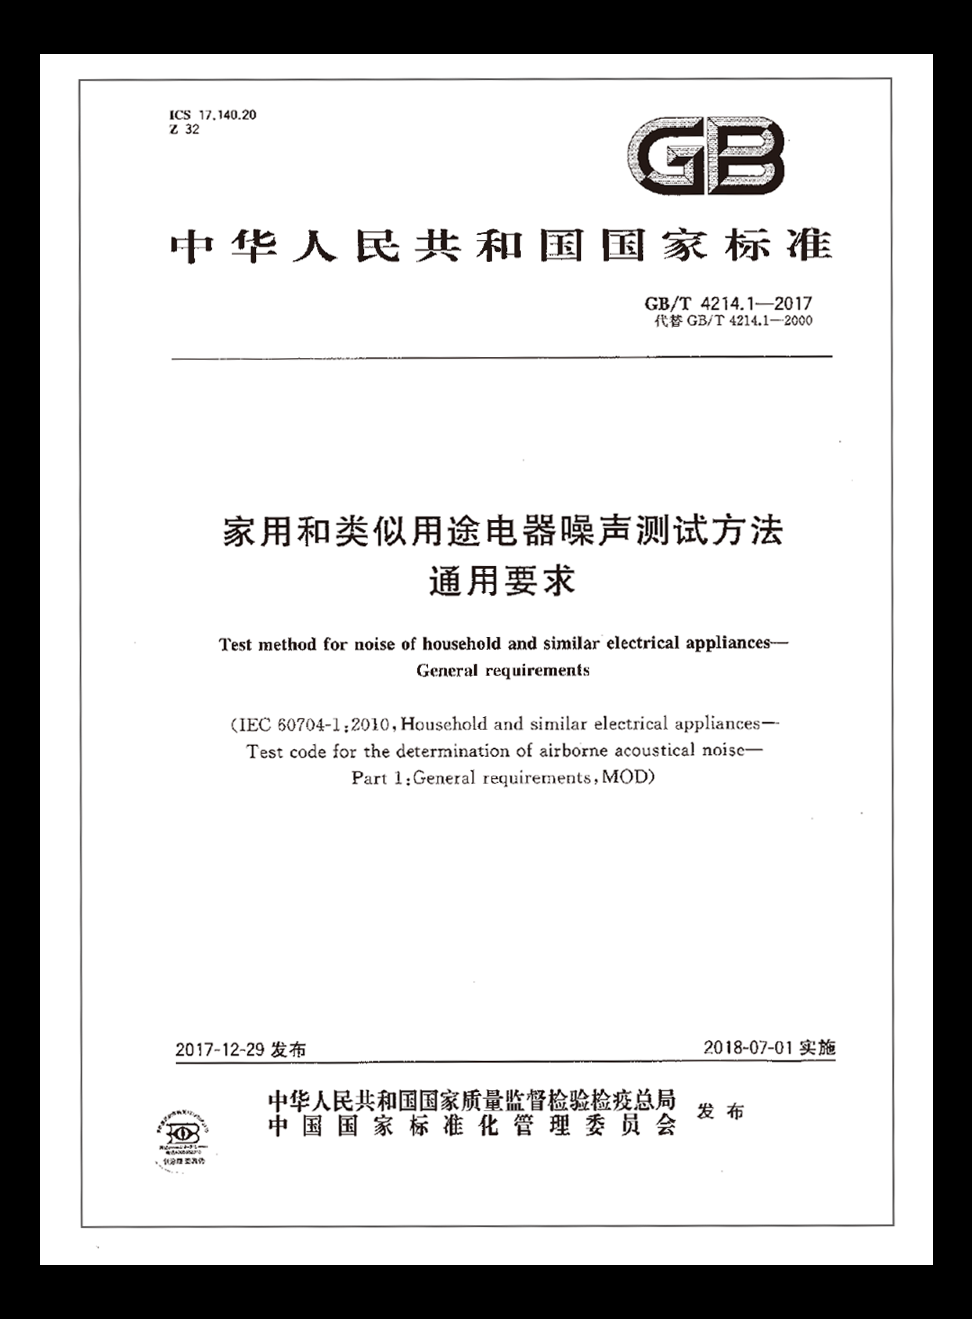 ICS 17.140.20
Z 32
GB
中华人民共和国国家标准
GB/T 4214.1—2017
代替 GB/T 4214.1—2000
家用和类似用途电器噪声测试方法
通用要求
Test method for noise of household and similar electrical appliances—
General requirements
(IEC 60704-1:2010, Household and similar electrical appliances—
Test code for the determination of airborne acoustical noise—
Part 1:General requirements, MOD)
2017-12-29 发布
2018-07-01 实施
中华人民共和国国家质量监督检验检疫总局
中国国家标准化管理委员会
发布